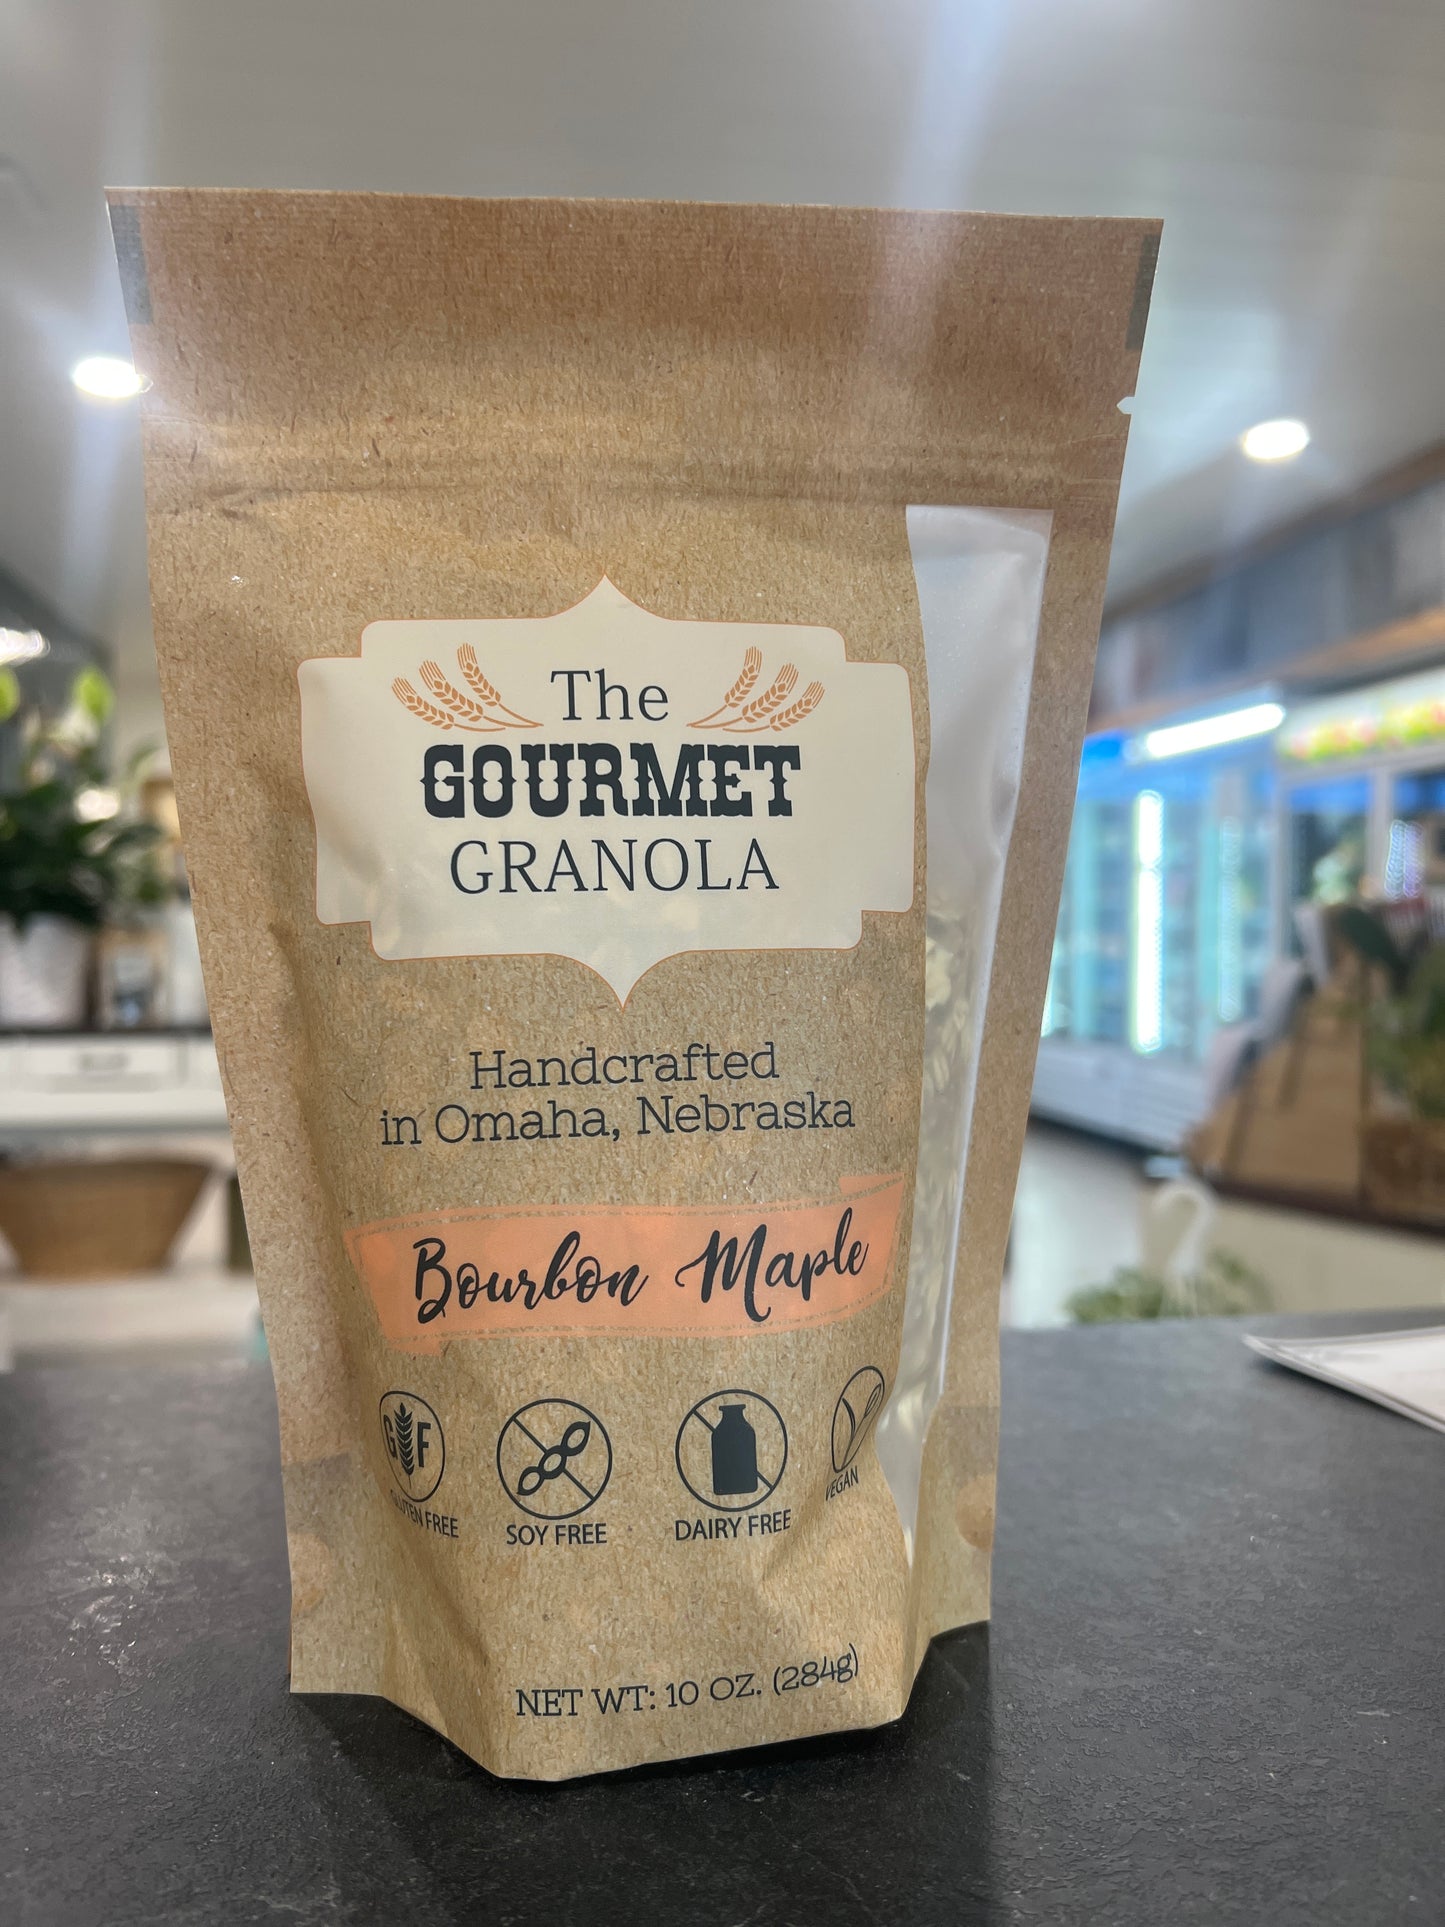 The
GOURMET
GRANOLA
Handcrafted
in Omaha, Nebraska
Bourbon Maple
G F
GLUTEN FREE
SOY FREE
DAIRY FREE
VEGAN
NET WT: 10 OZ. (284g)